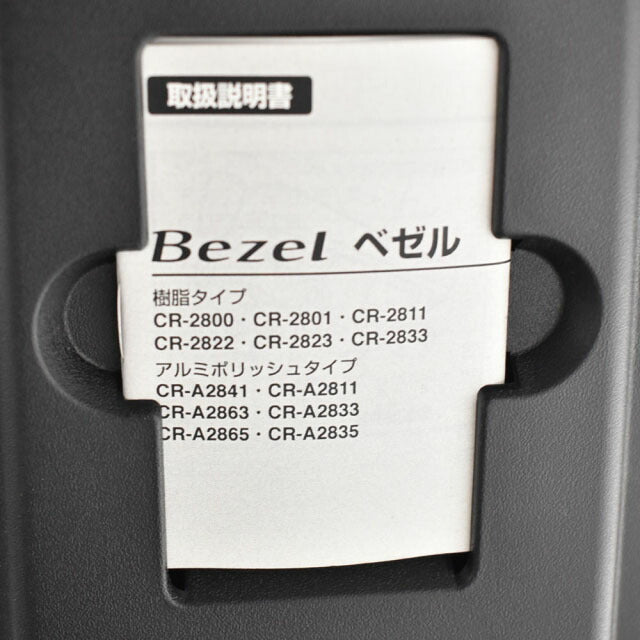 取扱説明書
Bezel ベゼル
樹脂タイプ
CR-2800・CR-2801・CR-2811
CR-2822・CR-2823・CR-2833
アルミポリッシュタイプ
CR-A2841・CR-A2811
CR-A2863・CR-A2833
CR-A2865・CR-A2835